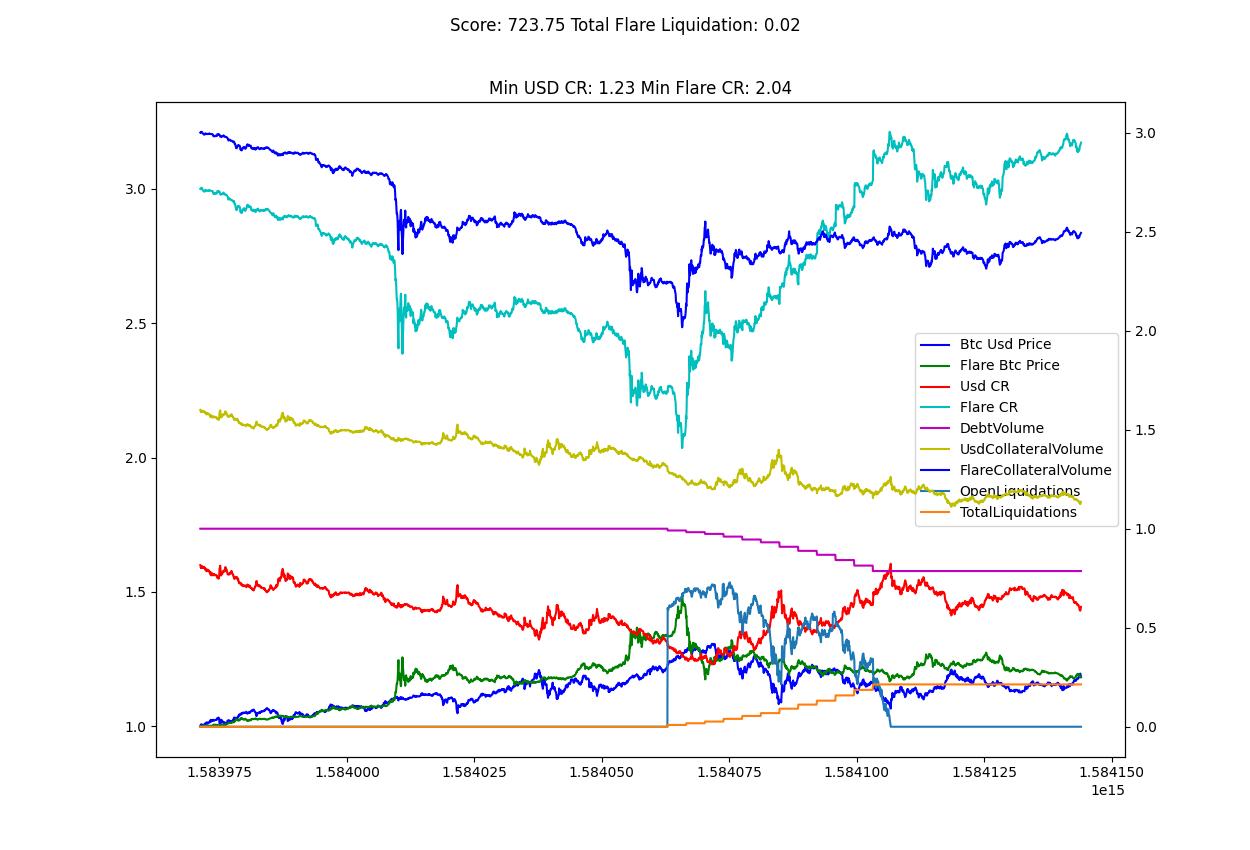 Score: 723.75 Total Flare Liquidation: 0.02
Min USD CR: 1.23 Min Flare CR: 2.04
3.0
2.5
2.0
1.5
1.0
3.0
2.5
2.0
1.5
1.0
0.5
0.0
Btc Usd Price
Flare Btc Price
Usd CR
Flare CR
DebtVolume
UsdCollateralVolume
FlareCollateralVolume
OpenLiquidations
TotalLiquidations
1.583975 1.584000 1.584025 1.584050 1.584075 1.584100 1.584125 1.584150
1e15